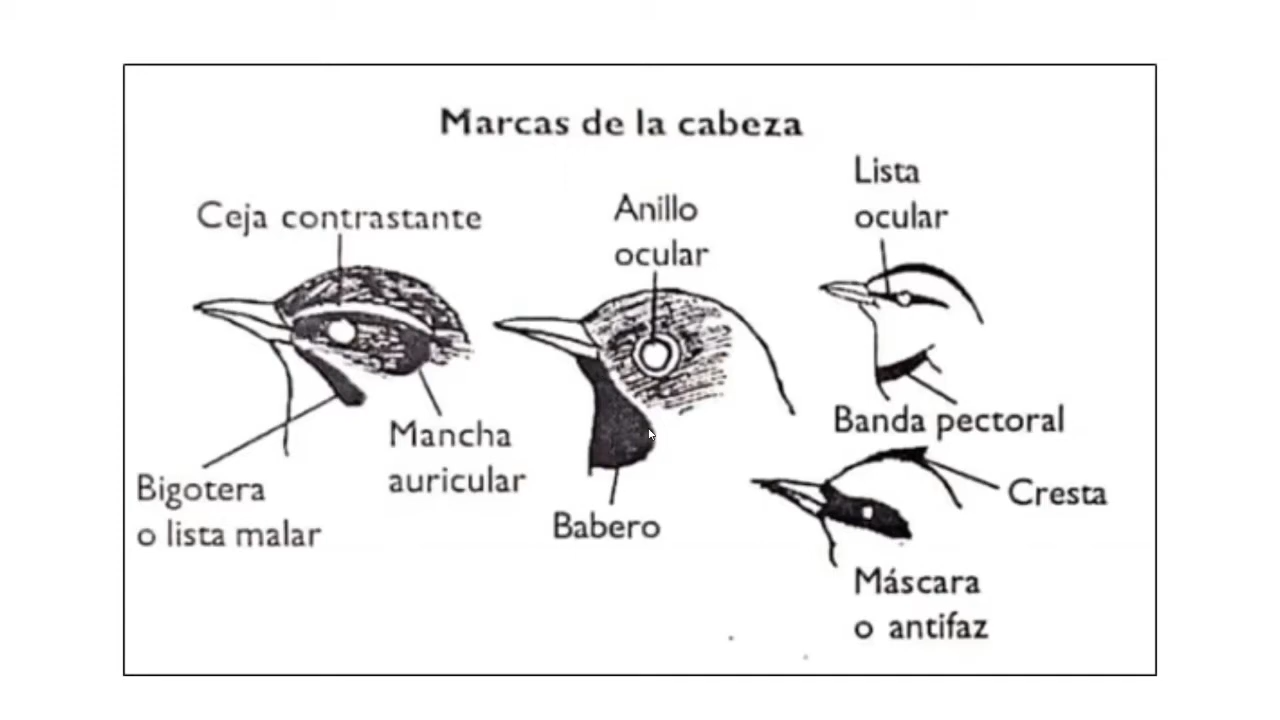 Marcas de la cabeza
Ceja contrastante
Bigotera
o lista malar
Mancha
auricular
Anillo
ocular
Babero
Lista
ocular
Banda pectoral
Cresta
Máscara
o antifaz